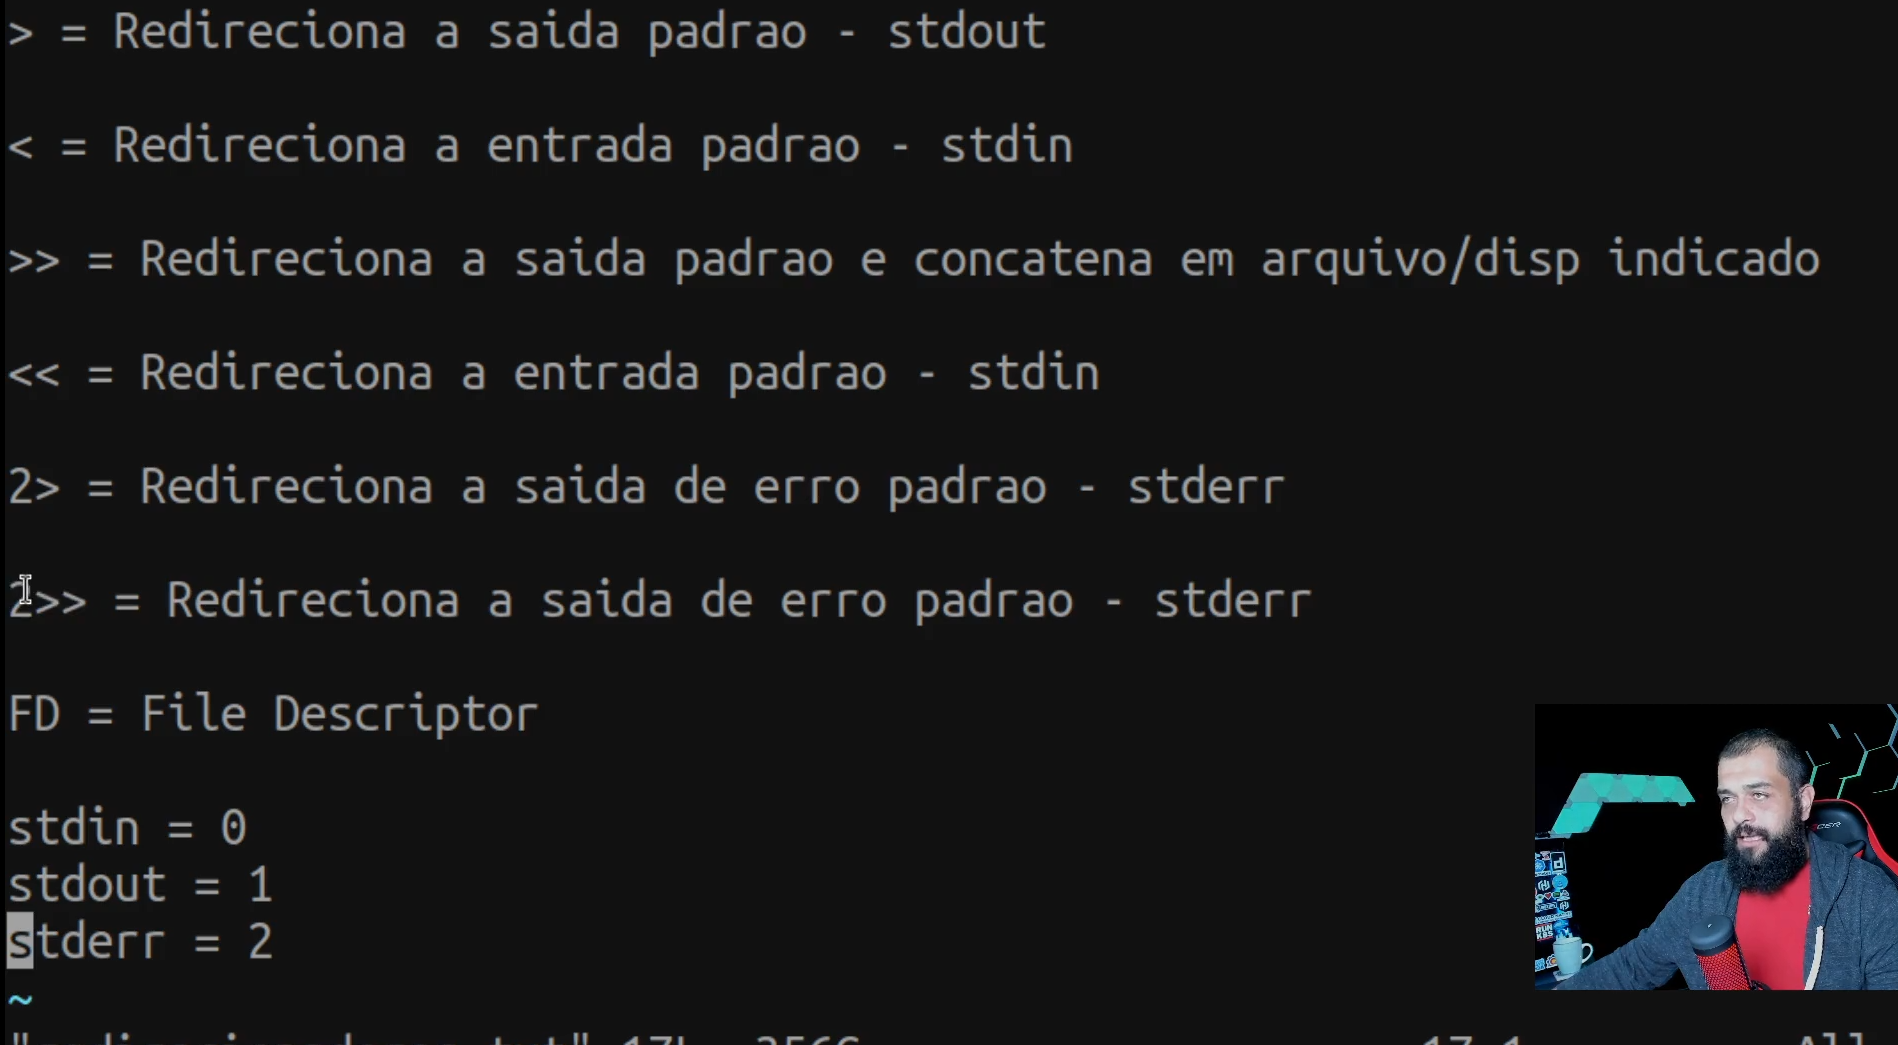 > = Redireciona a saida padrao - stdout
< = Redireciona a entrada padrao - stdin
>> = Redireciona a saida padrao e concatena em arquivo/disp indicado
<< = Redireciona a entrada padrao - stdin
2> = Redireciona a saida de erro padrao - stderr
2>> = Redireciona a saida de erro padrao - stderr
FD = File Descriptor
stdin = 0
stdout = 1
stderr = 2
~